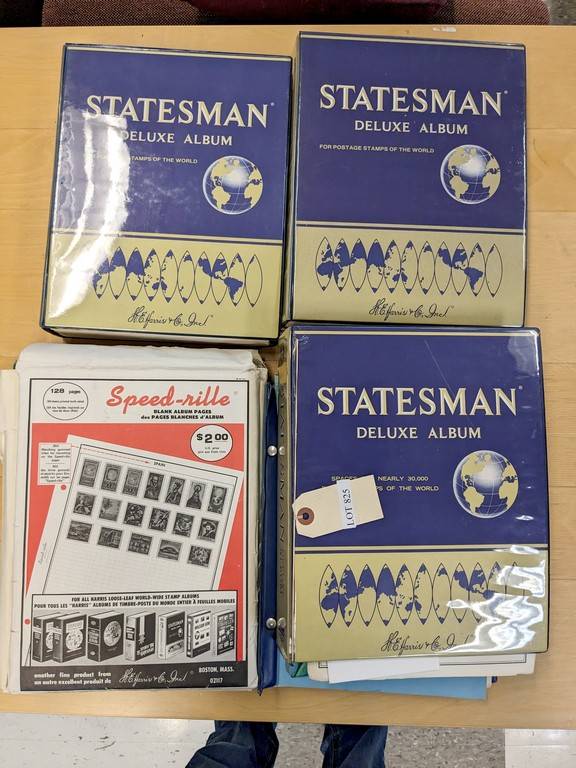 STATESMAN®
DELUXE ALBUM
STAMPS OF THE WORLD
H.E. Harris & Co., Inc.
STATESMAN®
DELUXE ALBUM
FOR POSTAGE STAMPS OF THE WORLD
H.E. Harris & Co., Inc.
128 pages
Speed-rille®
BLANK ALBUM PAGES
des PAGES BLANCHES d'ALBUM
$2.00
U.S. price
SPAIN
FOR ALL HARRIS LOOSE-LEAF WORLD-WIDE STAMP ALBUMS
POUR TOUS LES "HARRIS" ALBUMS DE TIMBRE-POSTE DU MONDE ENTIER À FEUILLES MOBILES
STATESMAN
another fine product from
un autre excellent produit de
H.E. Harris & Co., Inc.
BOSTON, MASS.
02117
STATESMAN®
DELUXE ALBUM
NEARLY 30,000
OF THE WORLD
LOT 825
H.E. Harris & Co., Inc.